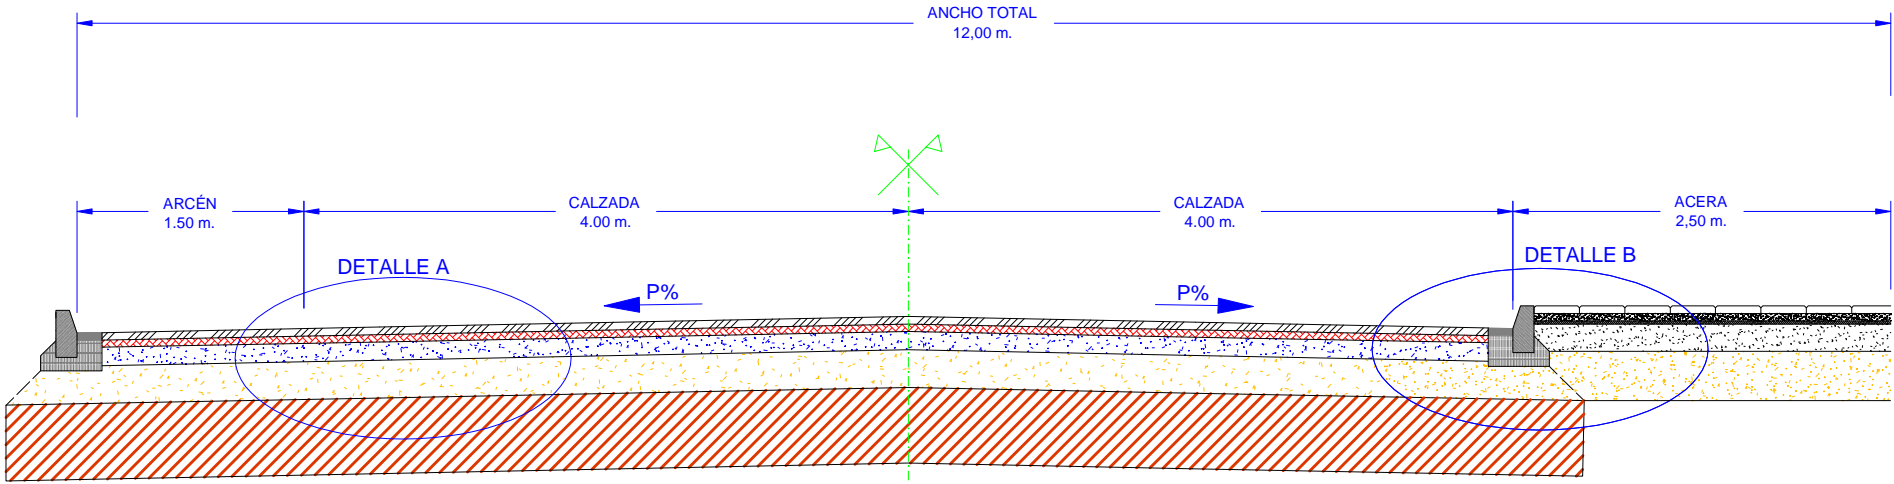 ANCHO TOTAL
12,00 m.
ARCÉN
1.50 m.
CALZADA
4.00 m.
CALZADA
4.00 m.
ACERA
2,50 m.
DETALLE A
P%
P%
DETALLE B